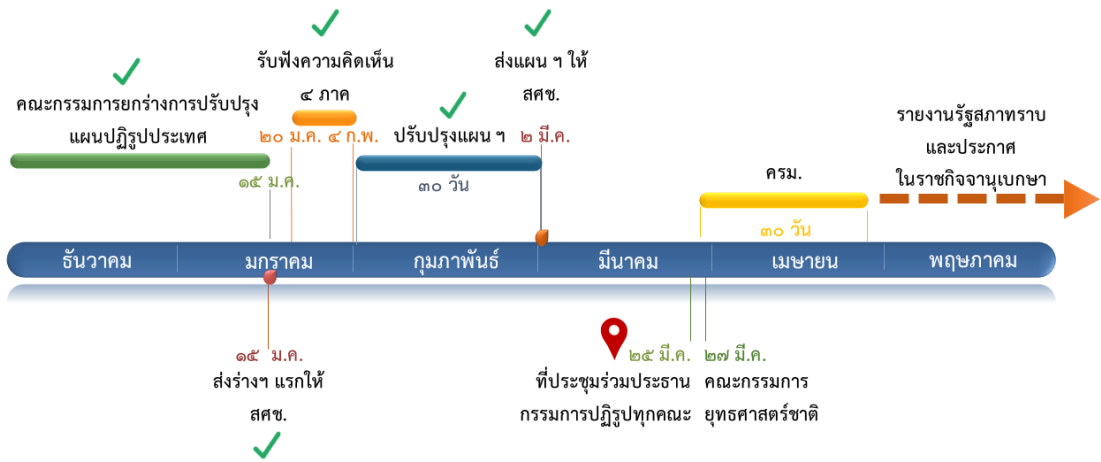 รับฟังความคิดเห็น
๔ ภาค
ส่งแผน ฯ ให้
สศช.
คณะกรรมการยกร่างการปรับปรุง
แผนปฏิรูปประเทศ
๒๐ ม.ค.
๔ ก.พ.
ปรับปรุงแผน ฯ
๒ มี.ค.
รายงานรัฐสภาทราบ
และประกาศ
ในราชกิจจานุเบกษา
๑๕ ม.ค.
๓๐ วัน
ครม.
๓๐ วัน
ธันวาคม
มกราคม
กุมภาพันธ์
มีนาคม
เมษายน
พฤษภาคม
๑๕ ม.ค.
ส่งร่างฯ แรกให้
สศช.
๒๕ มี.ค.
ที่ประชุมร่วมประธาน
กรรมการปฏิรูปทุกคณะ
๒๗ มี.ค.
คณะกรรมการ
ยุทธศาสตร์ชาติ